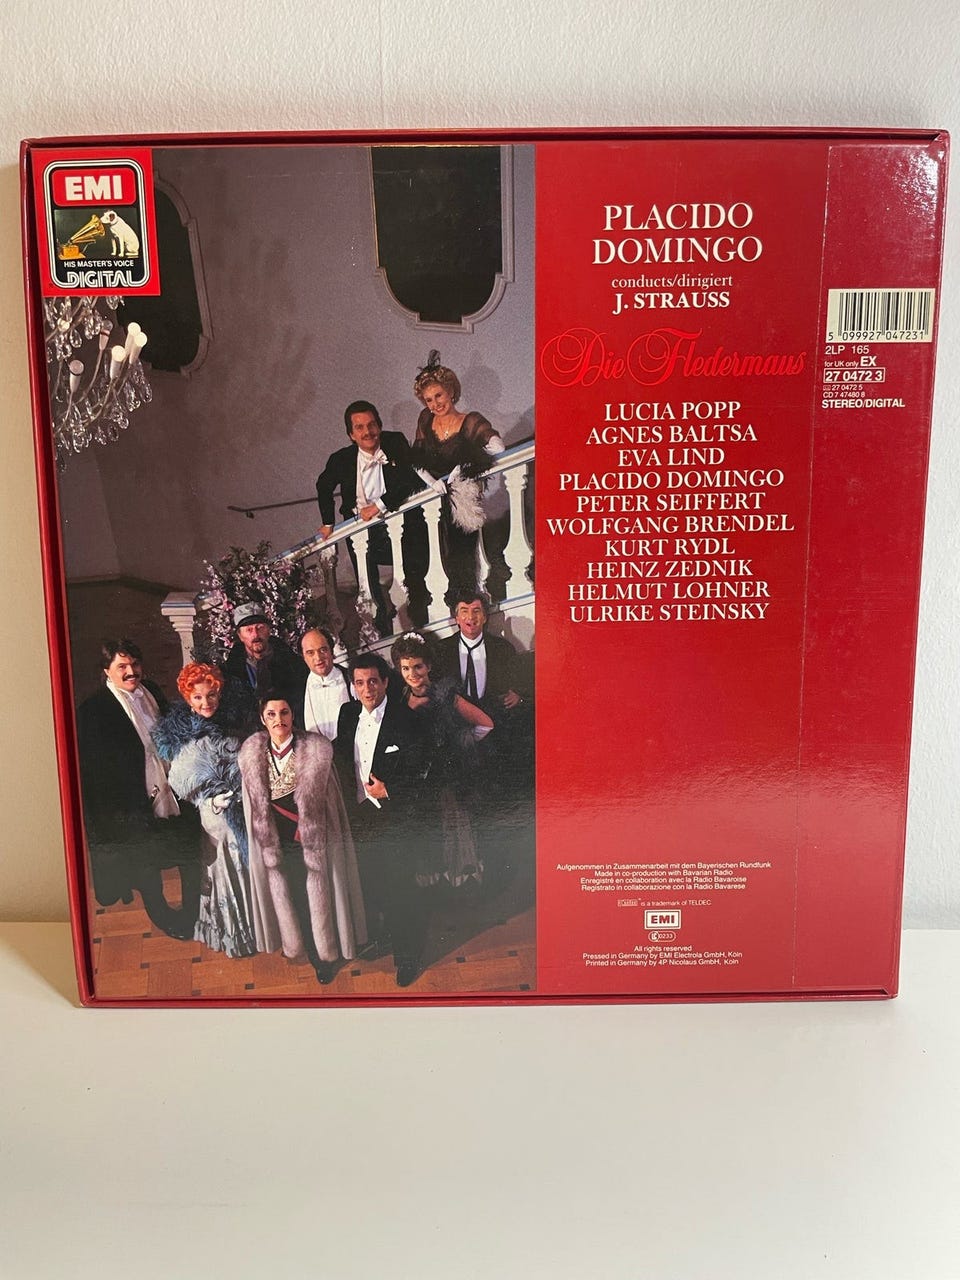 EMI
HIS MASTER'S VOICE
DIGITAL
PLACIDO
DOMINGO
conducts/dirigiert
J. STRAUSS
Die Fledermaus
LUCIA POPP
AGNES BALTSA
EVA LIND
PLACIDO DOMINGO
PETER SEIFFERT
WOLFGANG BRENDEL
KURT RYDL
HEINZ ZEDNIK
HELMUT LOHNER
ULRIKE STEINSKY
5 099927 047231
2LP 165
for UK only EX
27 0472 3
27 0472 5
CD 7 47480 8
STEREO/DIGITAL
Aufgenommen in Zusammenarbeit mit dem Bayerischen Rundfunk
Made in co-production with Bavarian Radio
Enregistré en collaboration avec la Radio Bavaroise
Registrato in collaborazione con la Radio Bavarese
is a trademark of TELDEC
EMI
0233
All rights reserved
Pressed in Germany by EMI Electrola GmbH, Köln
Printed in Germany by 4P Nicolaus GmbH, Köln